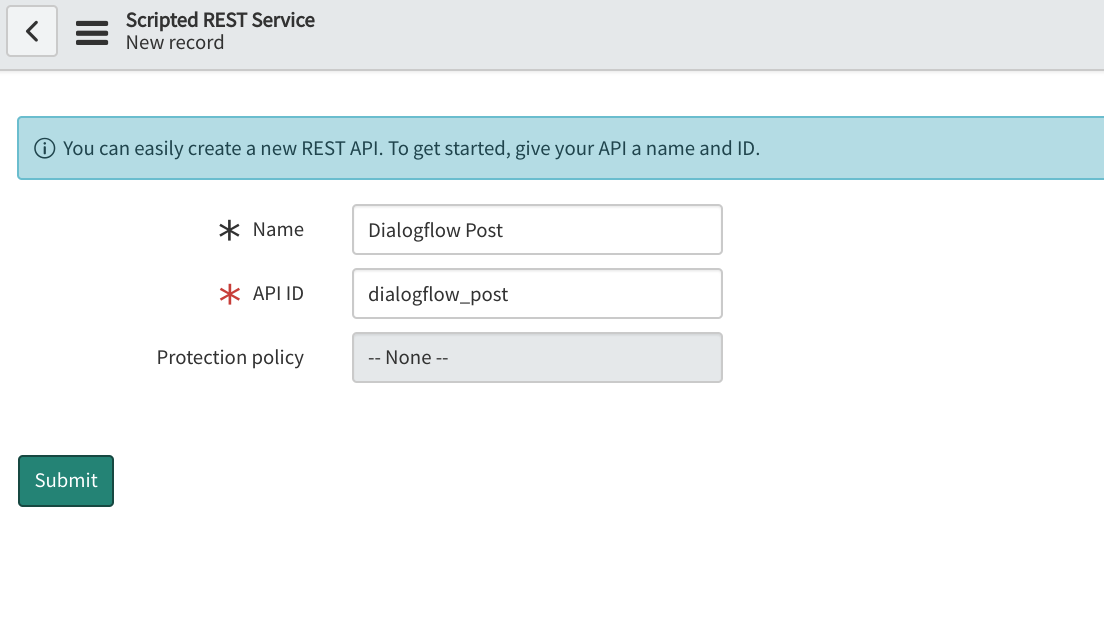 Scripted REST Service
New record
You can easily create a new REST API. To get started, give your API a name and ID.
Name
Dialogflow Post
API ID
dialogflow_post
Protection policy
-- None --
Submit